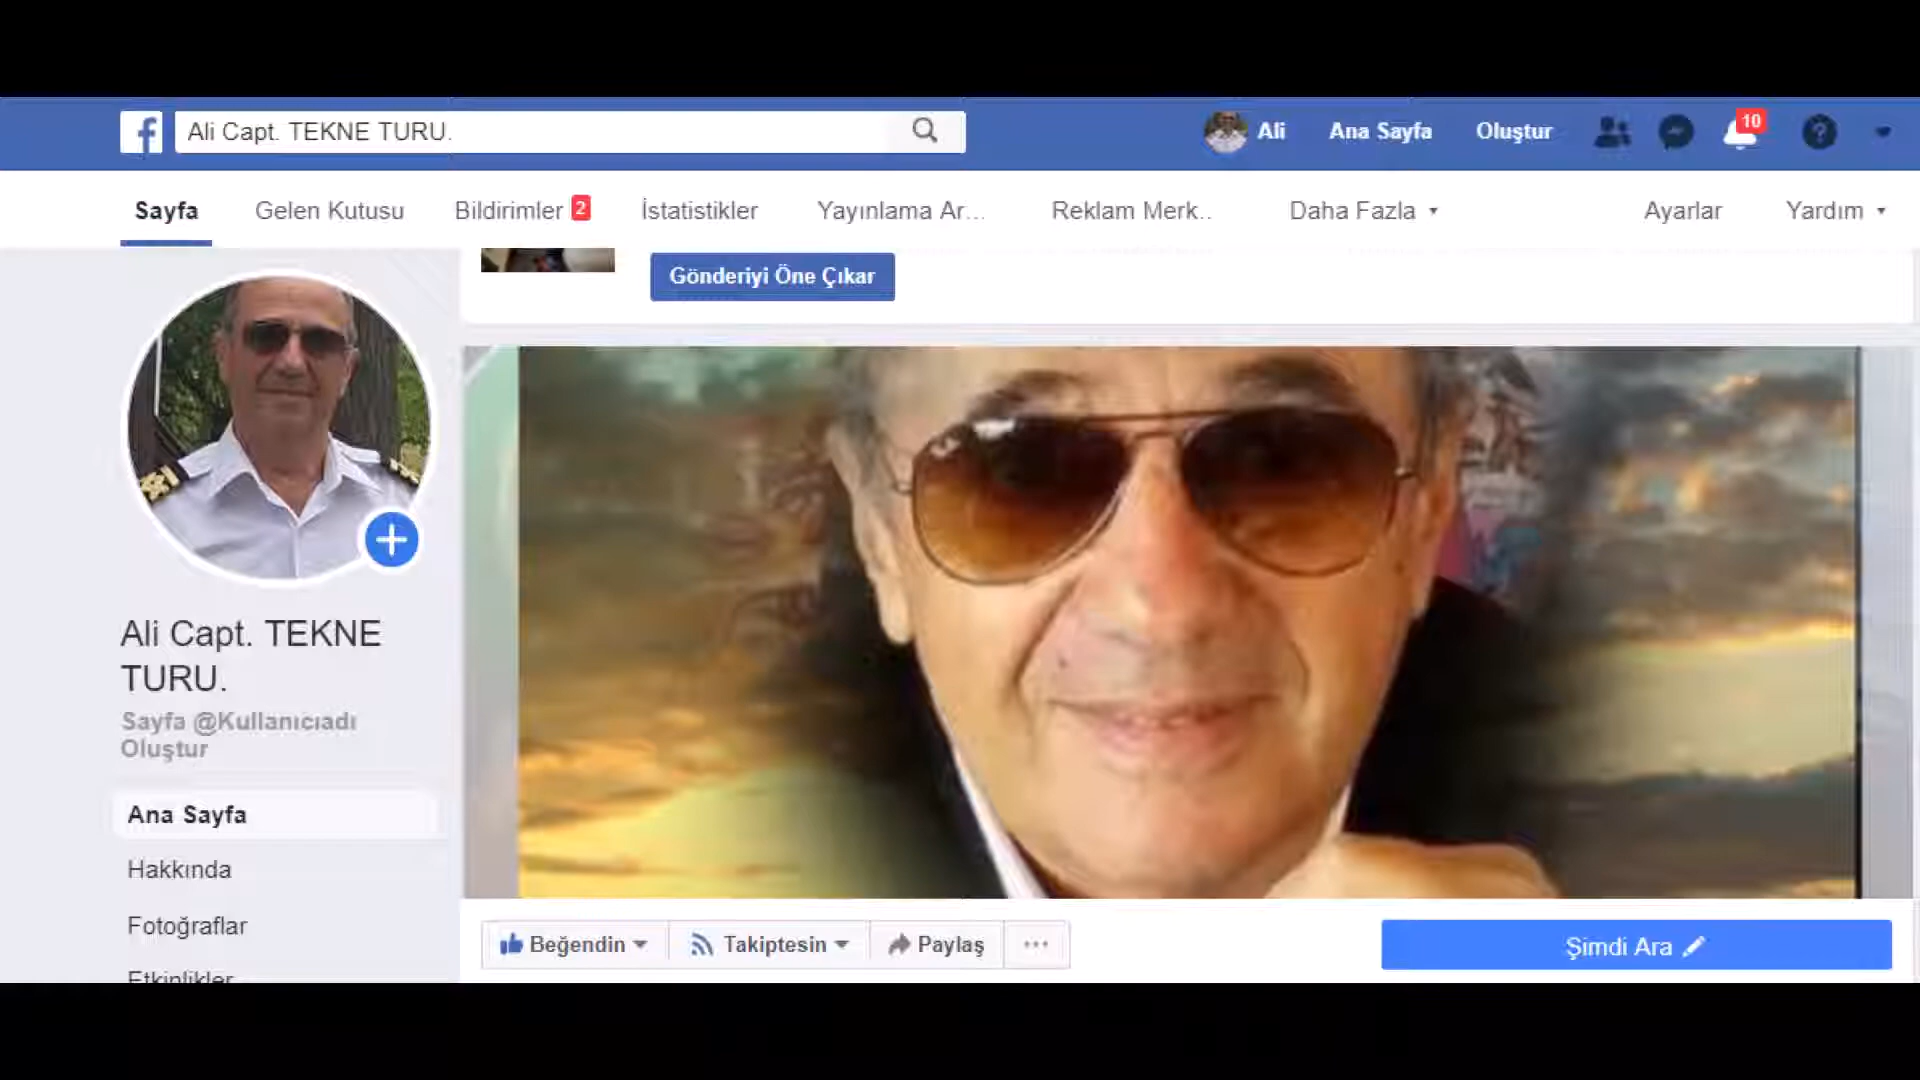 Ali Capt. TEKNE TURU.
Ali
Ana Sayfa
Oluştur
10
Sayfa
Gelen Kutusu
Bildirimler 2
İstatistikler
Yayınlama Ar...
Reklam Merk..
Daha Fazla
Ayarlar
Yardım
Gönderiyi Öne Çıkar
Ali Capt. TEKNE
TURU.
Sayfa @Kullanıcıadı
Oluştur
Ana Sayfa
Hakkında
Fotoğraflar
Etkinlikler
Beğendin
Takiptesin
Paylaş
Şimdi Ara